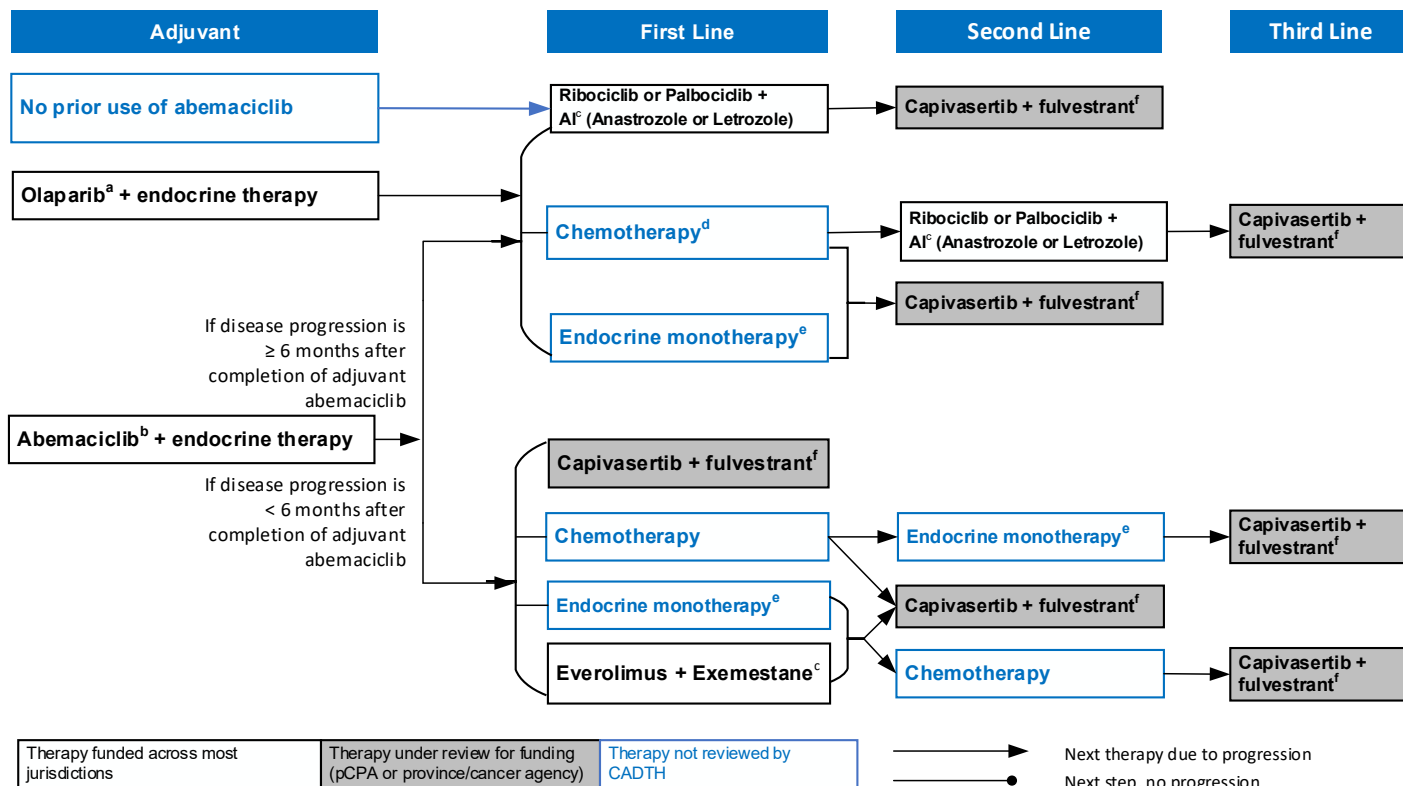 Adjuvant
First Line
Second Line
Third Line
No prior use of abemaciclib
Ribociclib or Palbociclib +
AIᶜ (Anastrozole or Letrozole)
Capivasertib + fulvestrantᶠ
Olaparibᵃ + endocrine therapy
Chemotherapyᵈ
Ribociclib or Palbociclib +
AIᶜ (Anastrozole or Letrozole)
Capivasertib +
fulvestrantᶠ
Capivasertib + fulvestrantᶠ
Endocrine monotherapyᵉ
If disease progression is
≥ 6 months after
completion of adjuvant
abemaciclib
Abemaciclibᵇ + endocrine therapy
If disease progression is
< 6 months after
completion of adjuvant
abemaciclib
Capivasertib + fulvestrantᶠ
Chemotherapy
Endocrine monotherapyᵉ
Capivasertib +
fulvestrantᶠ
Endocrine monotherapyᵉ
Capivasertib + fulvestrantᶠ
Everolimus + Exemestaneᶜ
Chemotherapy
Capivasertib +
fulvestrantᶠ
Therapy funded across most
jurisdictions
Therapy under review for funding
(pCPA or province/cancer agency)
Therapy not reviewed by
CADTH
Next therapy due to progression
Next step, no progression